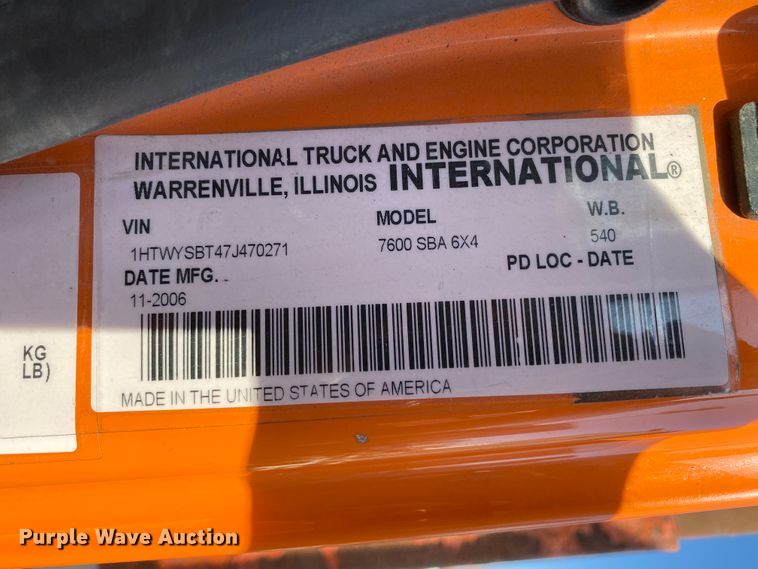 INTERNATIONAL TRUCK AND ENGINE CORPORATION
WARRENVILLE, ILLINOIS INTERNATIONAL®
VIN MODEL W.B.
1HTWYSBT47J470271 7600 SBA 6X4 540
DATE MFG. PD LOC - DATE
11-2006
KG
LB)
MADE IN THE UNITED STATES OF AMERICA
Purple Wave Auction